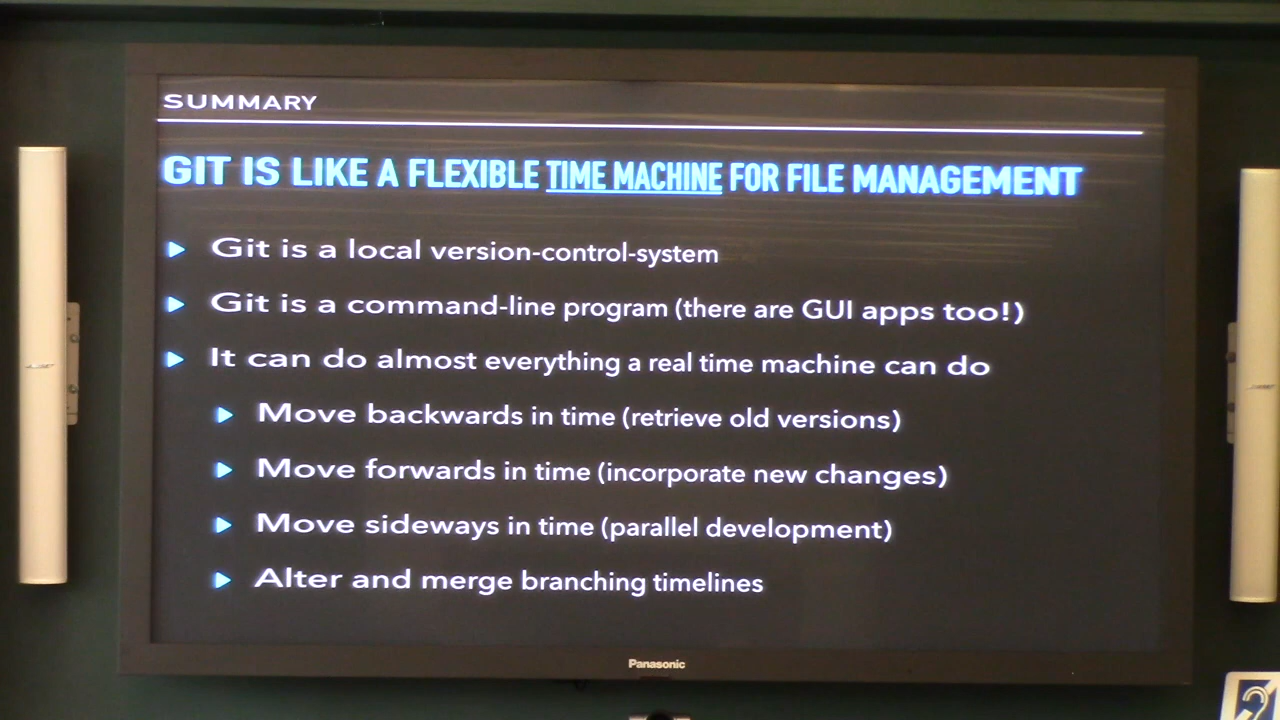 SUMMARY
GIT IS LIKE A FLEXIBLE TIME MACHINE FOR FILE MANAGEMENT
Git is a local version-control-system
Git is a command-line program (there are GUI apps too!)
It can do almost everything a real time machine can do
Move backwards in time (retrieve old versions)
Move forwards in time (incorporate new changes)
Move sideways in time (parallel development)
Alter and merge branching timelines
Panasonic